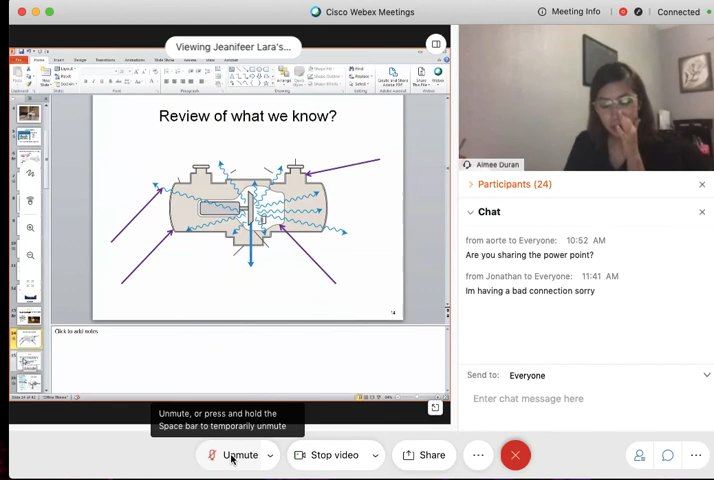 Cisco Webex Meetings
Meeting Info
Connected
Viewing Jeanifeer Lara's...
Review of what we know?
14
Click to add notes
Aimee Duran
Participants (24)
Chat
from aorte to Everyone: 10:52 AM
Are you sharing the power point?
from Jonathan to Everyone: 11:41 AM
Im having a bad connection sorry
Send to: Everyone
Enter chat message here
Unmute, or press and hold the
Space bar to temporarily unmute
Unmute
Stop video
Share